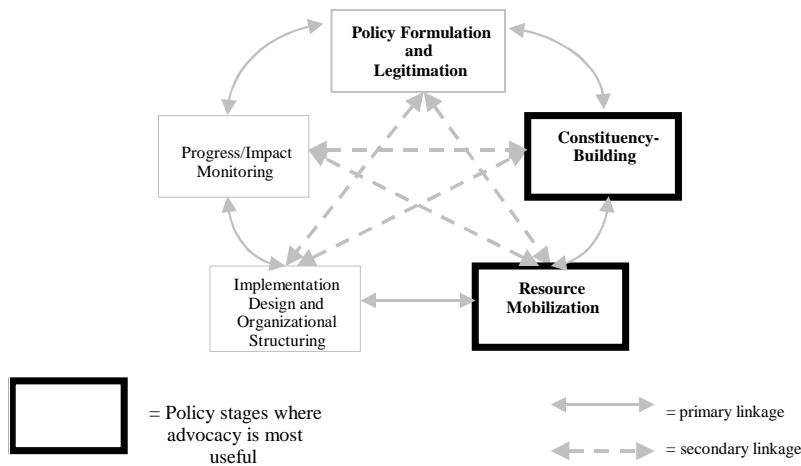 Policy Formulation
and
Legitimation
Progress/Impact
Monitoring
Constituency-
Building
Implementation
Design and
Organizational
Structuring
Resource
Mobilization
= Policy stages where
advocacy is most
useful
= primary linkage
= secondary linkage